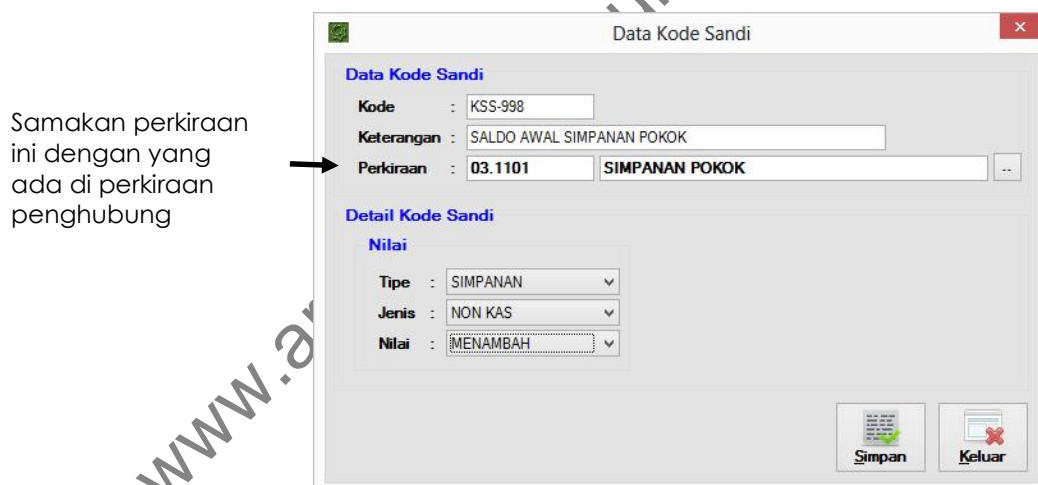 Data Kode Sandi
Data Kode Sandi
Kode : KSS-998
Keterangan : SALDO AWAL SIMPANAN POKOK
Perkiraan : 03.1101 SIMPANAN POKOK ..
Samakan perkiraan
ini dengan yang
ada di perkiraan
penghubung
Detail Kode Sandi
Nilai
Tipe : SIMPANAN
Jenis : NON KAS
Nilai : MENAMBAH
Simpan Keluar
www.a